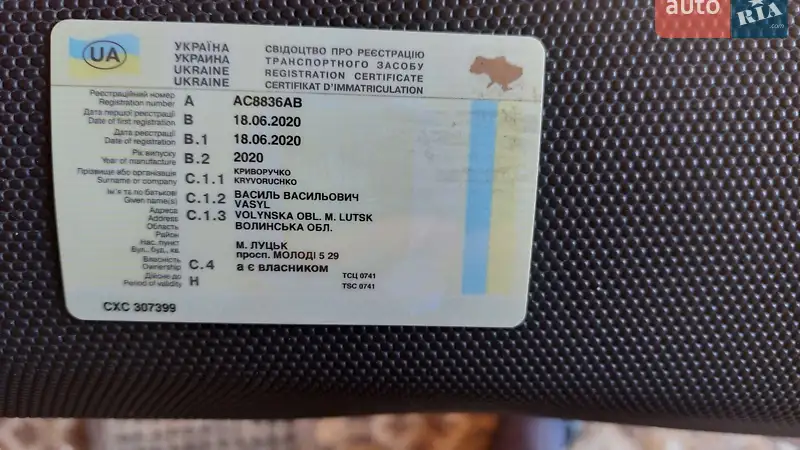 auto RIA.com
UA
УКРАЇНА
УКРАИНА
UKRAINE
UKRAINE
СВІДОЦТВО ПРО РЕЄСТРАЦІЮ
ТРАНСПОРТНОГО ЗАСОБУ
REGISTRATION CERTIFICATE
CERTIFIKAT D'IMMATRICULATION
Реєстраційний номер
Registration number A AC8836AB
Дата першої реєстрації
Date of first registration B 18.06.2020
Дата реєстрації
Date of registration B.1 18.06.2020
Рік випуску
Year of manufacture B.2 2020
Прізвище або організація
Surname or company C.1.1 КРИВОРУЧКО
KRYVORUCHKO
Ім'я та по батькові
Given name(s) C.1.2 ВАСИЛЬ ВАСИЛЬОВИЧ
VASYL
Адреса
Address C.1.3 VOLYNSKA OBL. M. LUTSK
Область ВОЛИНСЬКА ОБЛ.
Район
Нас. пункт М. ЛУЦЬК
Вул., буд., кв. просп. МОЛОДІ 5 29
Власність
Ownership C.4 а є власником
Дійсне до
Period of validity H
ТСЦ 0741
TSC 0741
СХС 307399